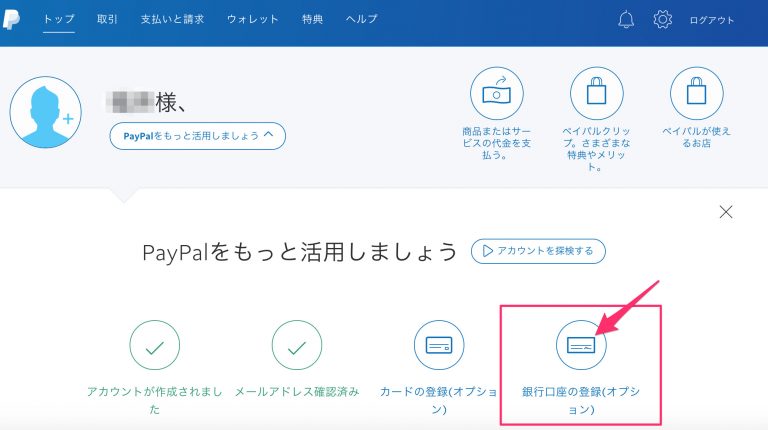 トップ 取引 支払いと請求 ウォレット 特典 ヘルプ ログアウト
様、
PayPalをもっと活用しましょう
商品またはサー
ビスの代金を支
払う。
ペイパルクリッ
プ。さまざまな
特典やメリッ
ト。
ペイパルが使え
るお店
PayPalをもっと活用しましょう
アカウントを探検する
アカウントが作成されまし
た
メールアドレス確認済み
カードの登録(オプショ
ン)
銀行口座の登録(オプシ
ョン)